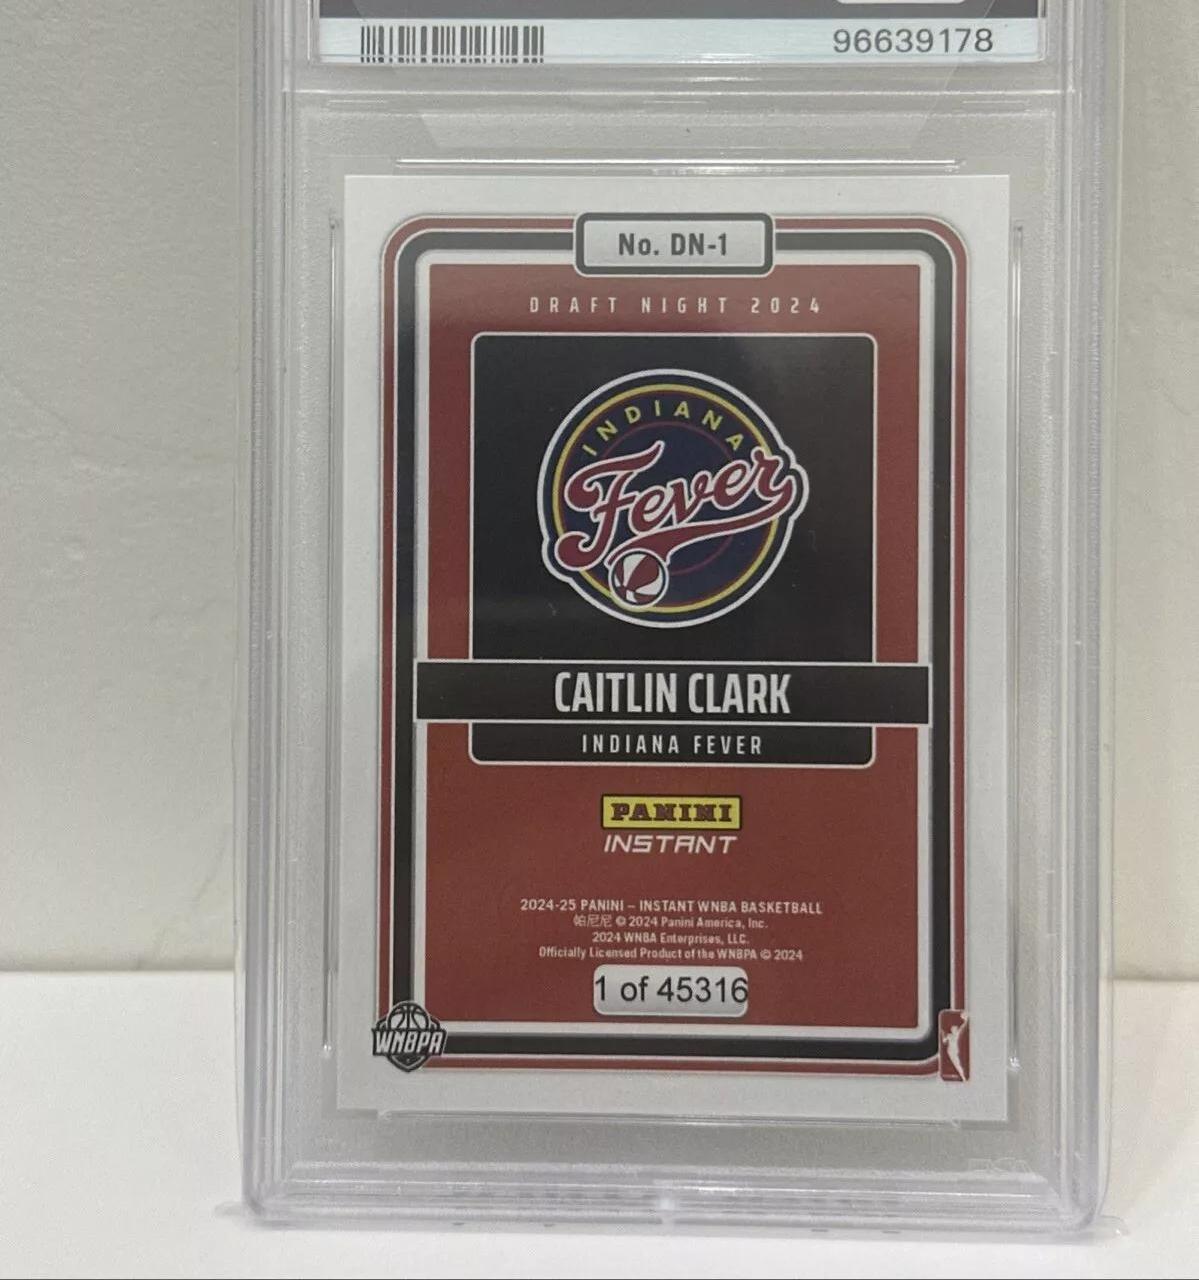 96639178
No. DN-1
DRAFT NIGHT 2024
INDIANA
Fever
CAITLIN CLARK
INDIANA FEVER
PANINI
INSTANT
2024-25 PANINI – INSTANT WNBA BASKETBALL
帕尼尼 © 2024 Panini America, Inc.
2024 WNBA Enterprises, LLC.
Officially Licensed Product of the WNBPA © 2024
1 of 45316
WNBPA